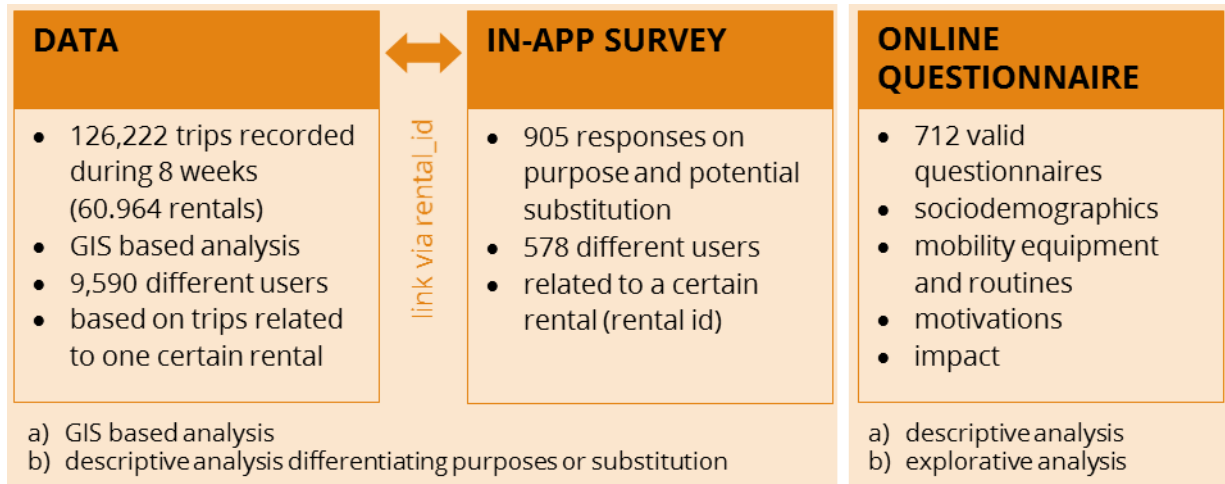 DATA
• 126,222 trips recorded
during 8 weeks
(60.964 rentals)
• GIS based analysis
• 9,590 different users
• based on trips related
to one certain rental
link via rental_id
IN-APP SURVEY
• 905 responses on
purpose and potential
substitution
• 578 different users
• related to a certain
rental (rental id)
a) GIS based analysis
b) descriptive analysis differentiating purposes or substitution
ONLINE
QUESTIONNAIRE
• 712 valid
questionnaires
• sociodemographics
• mobility equipment
and routines
• motivations
• impact
a) descriptive analysis
b) explorative analysis